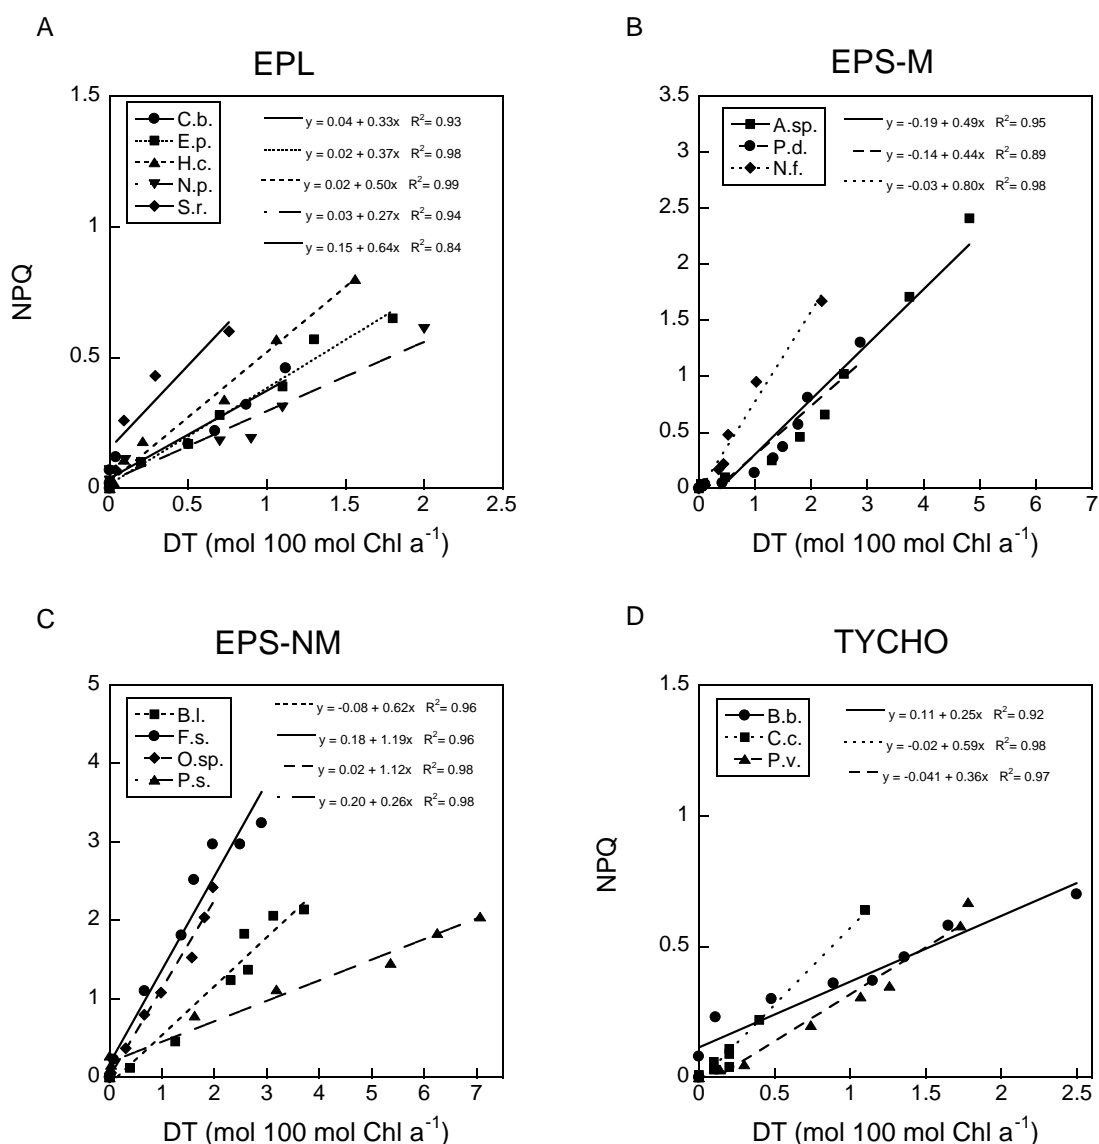 A
EPL
1.5
1
0.5
0
NPQ
C.b.
E.p.
H.c.
N.p.
S.r.
y = 0.04 + 0.33x R²= 0.93
y = 0.02 + 0.37x R²= 0.98
y = 0.02 + 0.50x R²= 0.99
y = 0.03 + 0.27x R²= 0.94
y = 0.15 + 0.64x R²= 0.84
0 0.5 1 1.5 2 2.5
DT (mol 100 mol Chl a⁻¹)
B
EPS-M
3.5
3
2.5
2
1.5
1
0.5
0
A.sp.
P.d.
N.f.
y = -0.19 + 0.49x R²= 0.95
y = -0.14 + 0.44x R²= 0.89
y = -0.03 + 0.80x R²= 0.98
0 1 2 3 4 5 6 7
DT (mol 100 mol Chl a⁻¹)
C
EPS-NM
5
4
3
2
1
0
B.l.
F.s.
O.sp.
P.s.
y = -0.08 + 0.62x R²= 0.96
y = 0.18 + 1.19x R²= 0.96
y = 0.02 + 1.12x R²= 0.98
y = 0.20 + 0.26x R²= 0.98
0 1 2 3 4 5 6 7
DT (mol 100 mol Chl a⁻¹)
D
TYCHO
1.5
1
0.5
0
NPQ
B.b.
C.c.
P.v.
y = 0.11 + 0.25x R²= 0.92
y = -0.02 + 0.59x R²= 0.98
y = -0.041 + 0.36x R²= 0.97
0 0.5 1 1.5 2 2.5
DT (mol 100 mol Chl a⁻¹)